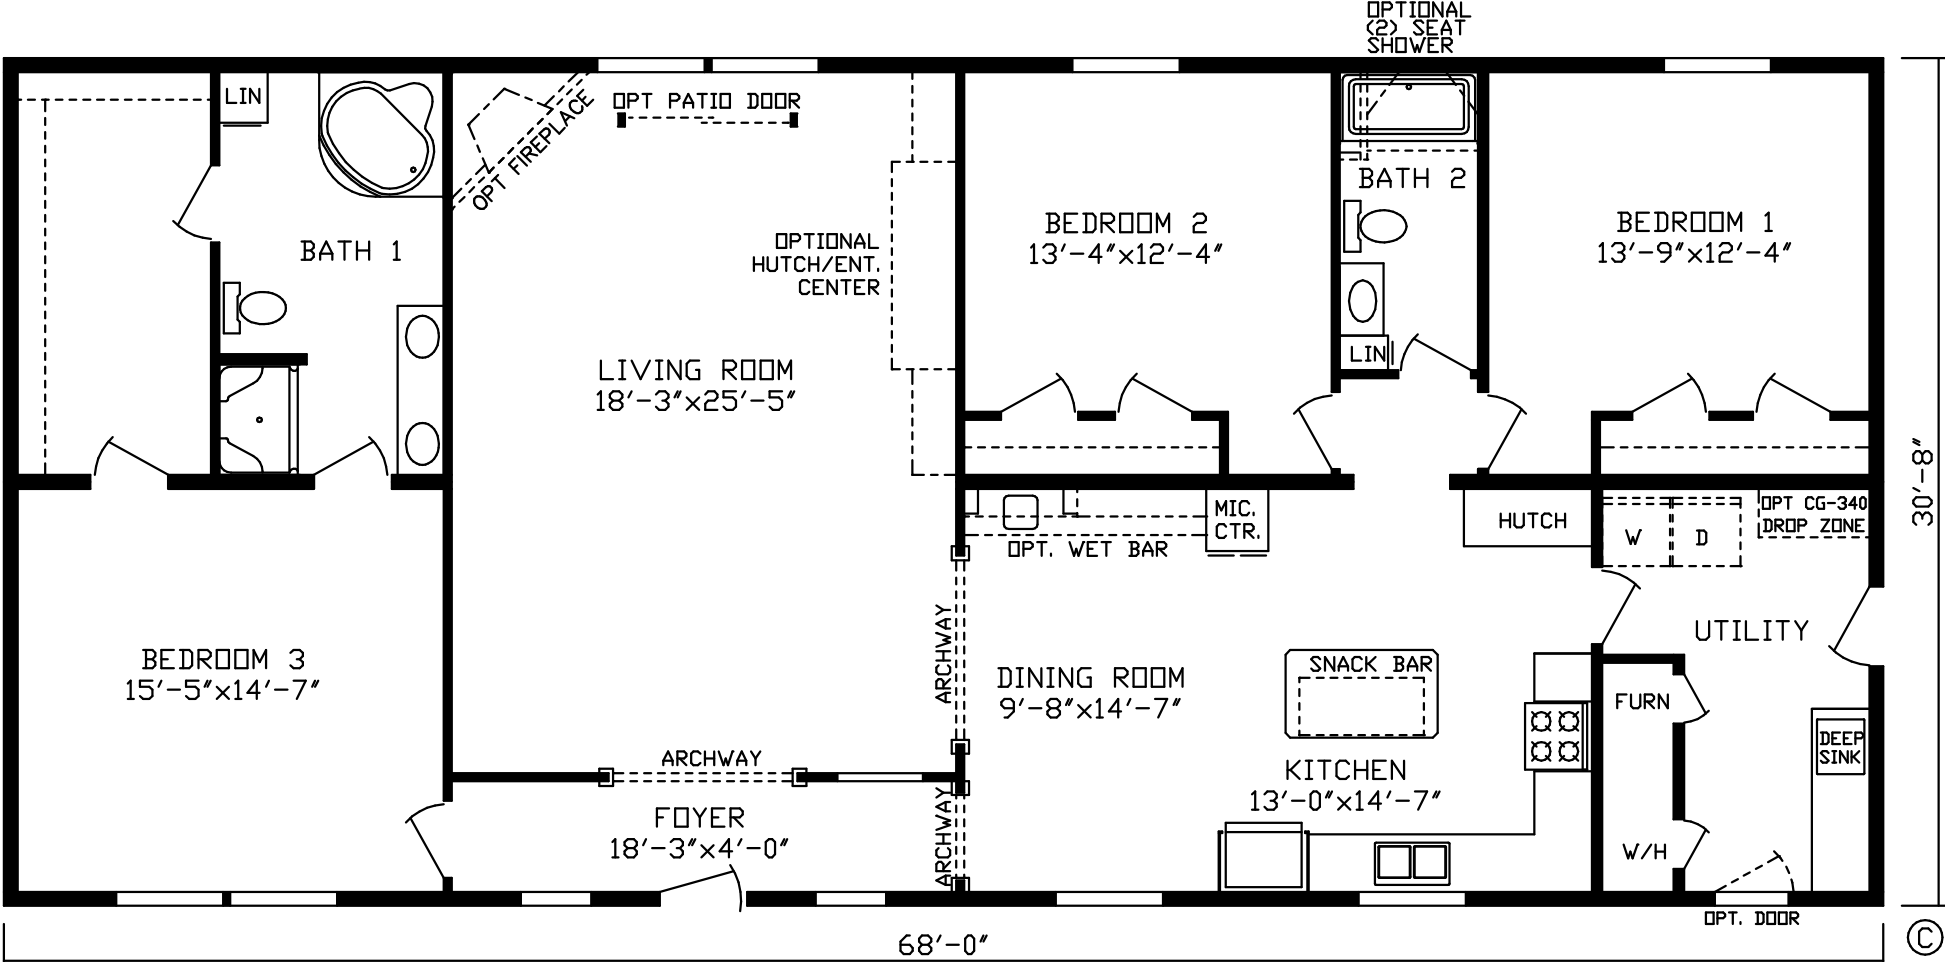 OPTIONAL
(2) SEAT
SHOWER
LIN
OPT FIREPLACE
OPT PATIO DOOR
BATH 1
OPTIONAL
HUTCH/ENT.
CENTER
BEDROOM 2
13'-4"x12'-4"
BATH 2
LIN
BEDROOM 1
13'-9"x12'-4"
LIVING ROOM
18'-3"x25'-5"
30'-8"
MIC.
CTR.
OPT. WET BAR
HUTCH
W
D
OPT CG-340
DROP ZONE
ARCHWAY
UTILITY
BEDROOM 3
15'-5"x14'-7"
DINING ROOM
9'-8"x14'-7"
SNACK BAR
FURN
DEEP
SINK
ARCHWAY
KITCHEN
13'-0"x14'-7"
FOYER
18'-3"x4'-0"
ARCHWAY
W/H
OPT. DOOR
68'-0"
C